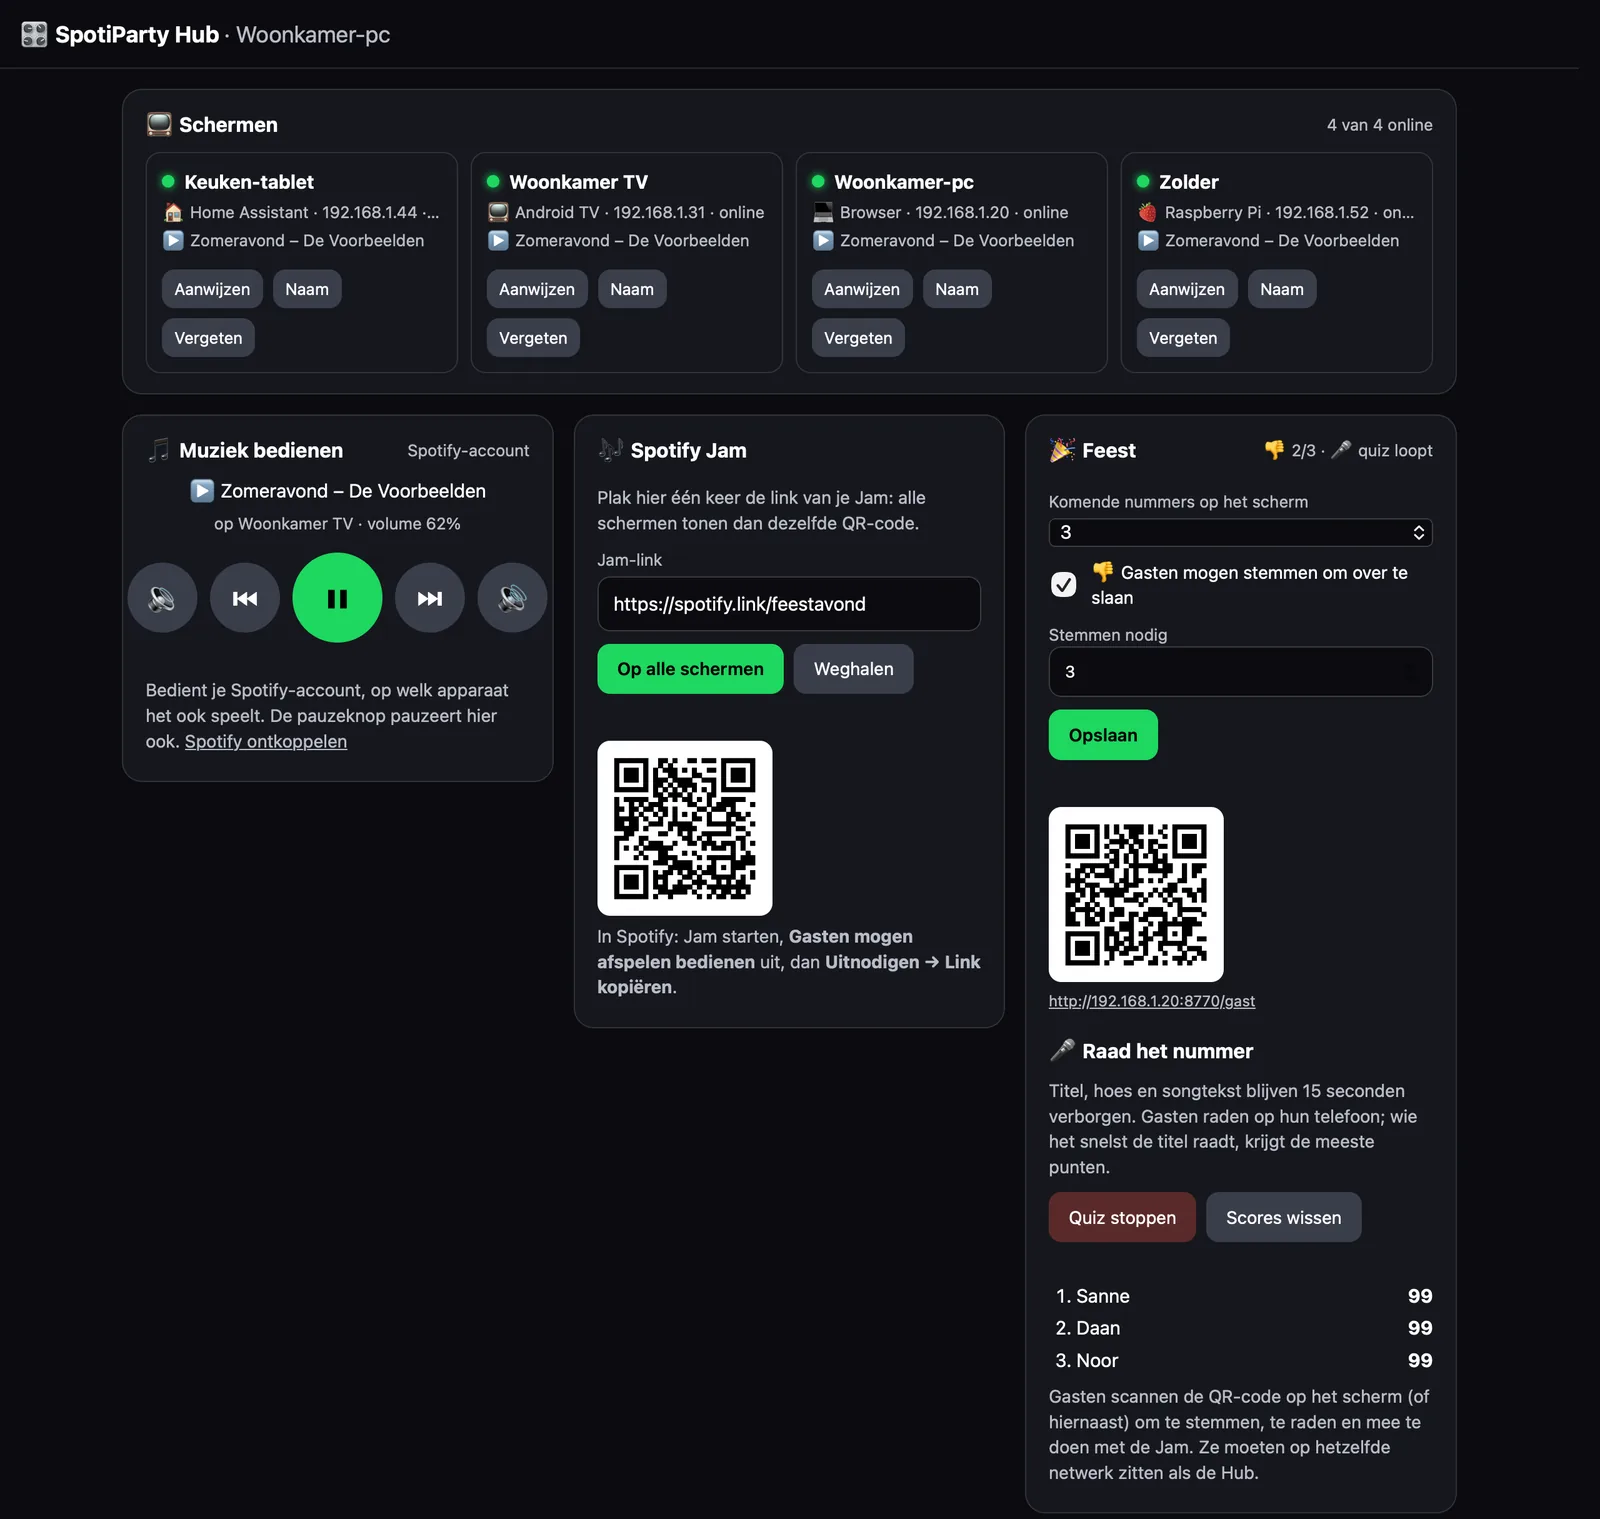 SpotiParty Hub · Woonkamer-pc
Schermen
4 van 4 online
Keuken-tablet
Home Assistant · 192.168.1.44 ·...
Zomeravond – De Voorbeelden
Aanwijzen
Naam
Vergeten
Woonkamer TV
Android TV · 192.168.1.31 · online
Zomeravond – De Voorbeelden
Aanwijzen
Naam
Vergeten
Woonkamer-pc
Browser · 192.168.1.20 · online
Zomeravond – De Voorbeelden
Aanwijzen
Naam
Vergeten
Zolder
Raspberry Pi · 192.168.1.52 · on...
Zomeravond – De Voorbeelden
Aanwijzen
Naam
Vergeten
Muziek bedienen
Spotify-account
Zomeravond – De Voorbeelden
op Woonkamer TV · volume 62%
Bedient je Spotify-account, op welk apparaat
het ook speelt. De pauzeknop pauzeert hier
ook. Spotify ontkoppelen
Spotify Jam
Plak hier één keer de link van je Jam: alle
schermen tonen dan dezelfde QR-code.
Jam-link
https://spotify.link/feestavond
Op alle schermen
Weghalen
In Spotify: Jam starten, Gasten mogen
afspelen bedienen uit, dan Uitnodigen → Link
kopiëren.
Feest
2/3 · quiz loopt
Komende nummers op het scherm
3
Gasten mogen stemmen om over te
slaan
Stemmen nodig
3
Opslaan
http://192.168.1.20:8770/gast
Raad het nummer
Titel, hoes en songtekst blijven 15 seconden
verborgen. Gasten raden op hun telefoon; wie
het snelst de titel raadt, krijgt de meeste
punten.
Quiz stoppen
Scores wissen
1. Sanne 99
2. Daan 99
3. Noor 99
Gasten scannen de QR-code op het scherm (of
hiernaast) om te stemmen, te raden en mee te
doen met de Jam. Ze moeten op hetzelfde
netwerk zitten als de Hub.